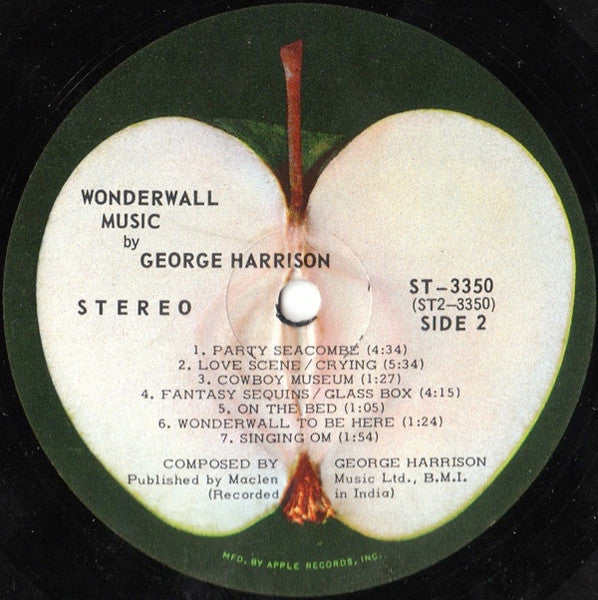 WONDERWALL
MUSIC
by
GEORGE HARRISON
STEREO
ST-3350
(ST2-3350)
SIDE 2
1. PARTY SEACOMBE (4:34)
2. LOVE SCENE/CRYING (5:34)
3. COWBOY MUSEUM (1:27)
4. FANTASY SEQUINS/GLASS BOX (4:15)
5. ON THE BED (1:05)
6. WONDERWALL TO BE HERE (1:24)
7. SINGING OM (1:54)
COMPOSED BY GEORGE HARRISON
Published by Maclen Music Ltd., B.M.I.
(Recorded in India)
MFD. BY APPLE RECORDS, INC.